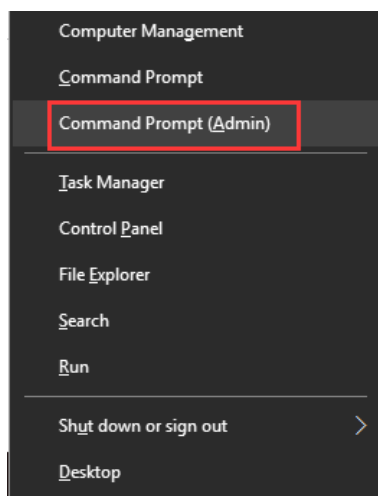 Computer Management
Command Prompt
Command Prompt (Admin)
Task Manager
Control Panel
File Explorer
Search
Run
Shut down or sign out
Desktop